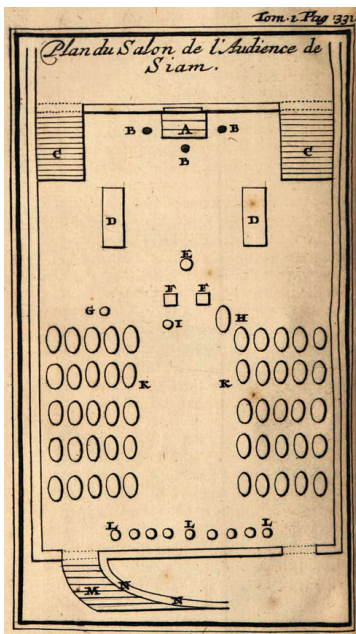 Tom. 1. Pag 331.
Plan du Salon de l'Audience de
Siam.
B A B
B
C C
D D
E
F F
G H
I
K K
L L L
M N
N